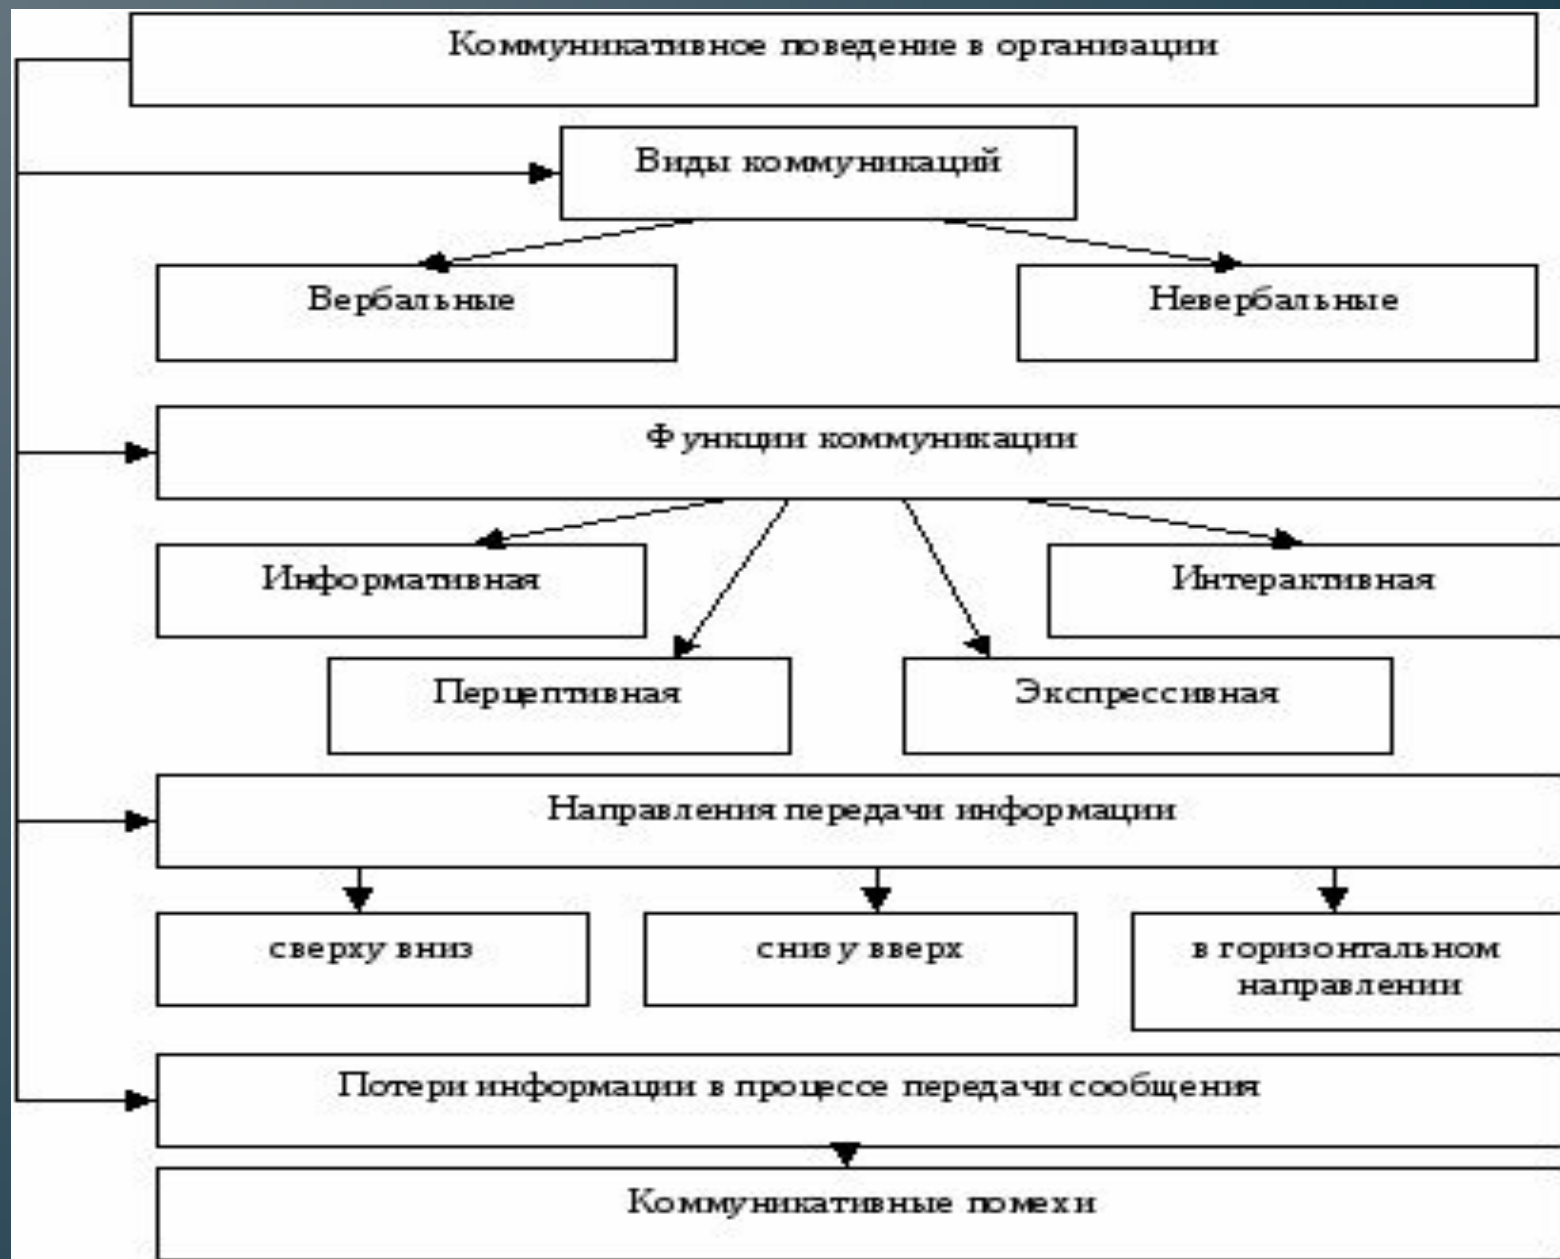 Коммуникативное поведение в организации
Виды коммуникаций
Вербальные
Невербальные
Функции коммуникации
Информативная
Интерактивная
Перцептивная
Экспрессивная
Направления передачи информации
сверху вниз
снизу вверх
в горизонтальном
направлении
Потери информации в процессе передачи сообщения
Коммуникативные помехи